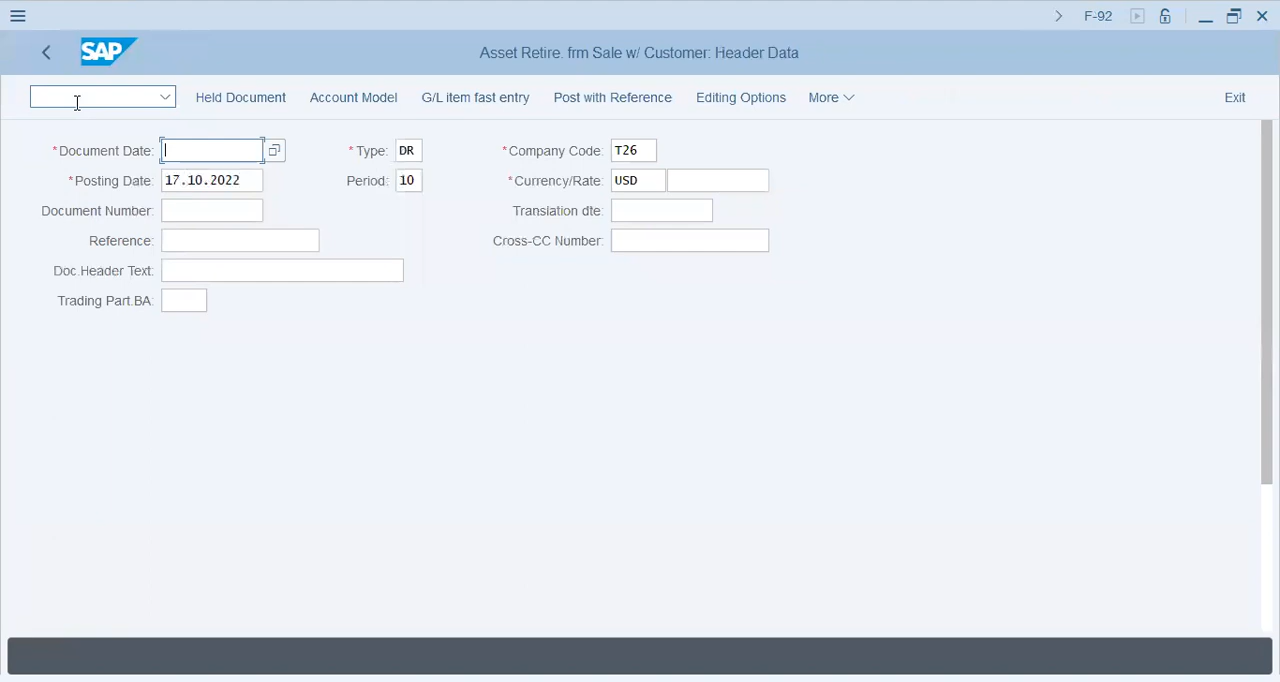 F-92
SAP
Asset Retire. frm Sale w/ Customer: Header Data
Held Document Account Model G/L item fast entry Post with Reference Editing Options More Exit
*Document Date: *Type: DR *Company Code: T26
*Posting Date: 17.10.2022 Period: 10 *Currency/Rate: USD
Document Number: Translation dte:
Reference: Cross-CC Number:
Doc.Header Text:
Trading Part.BA: